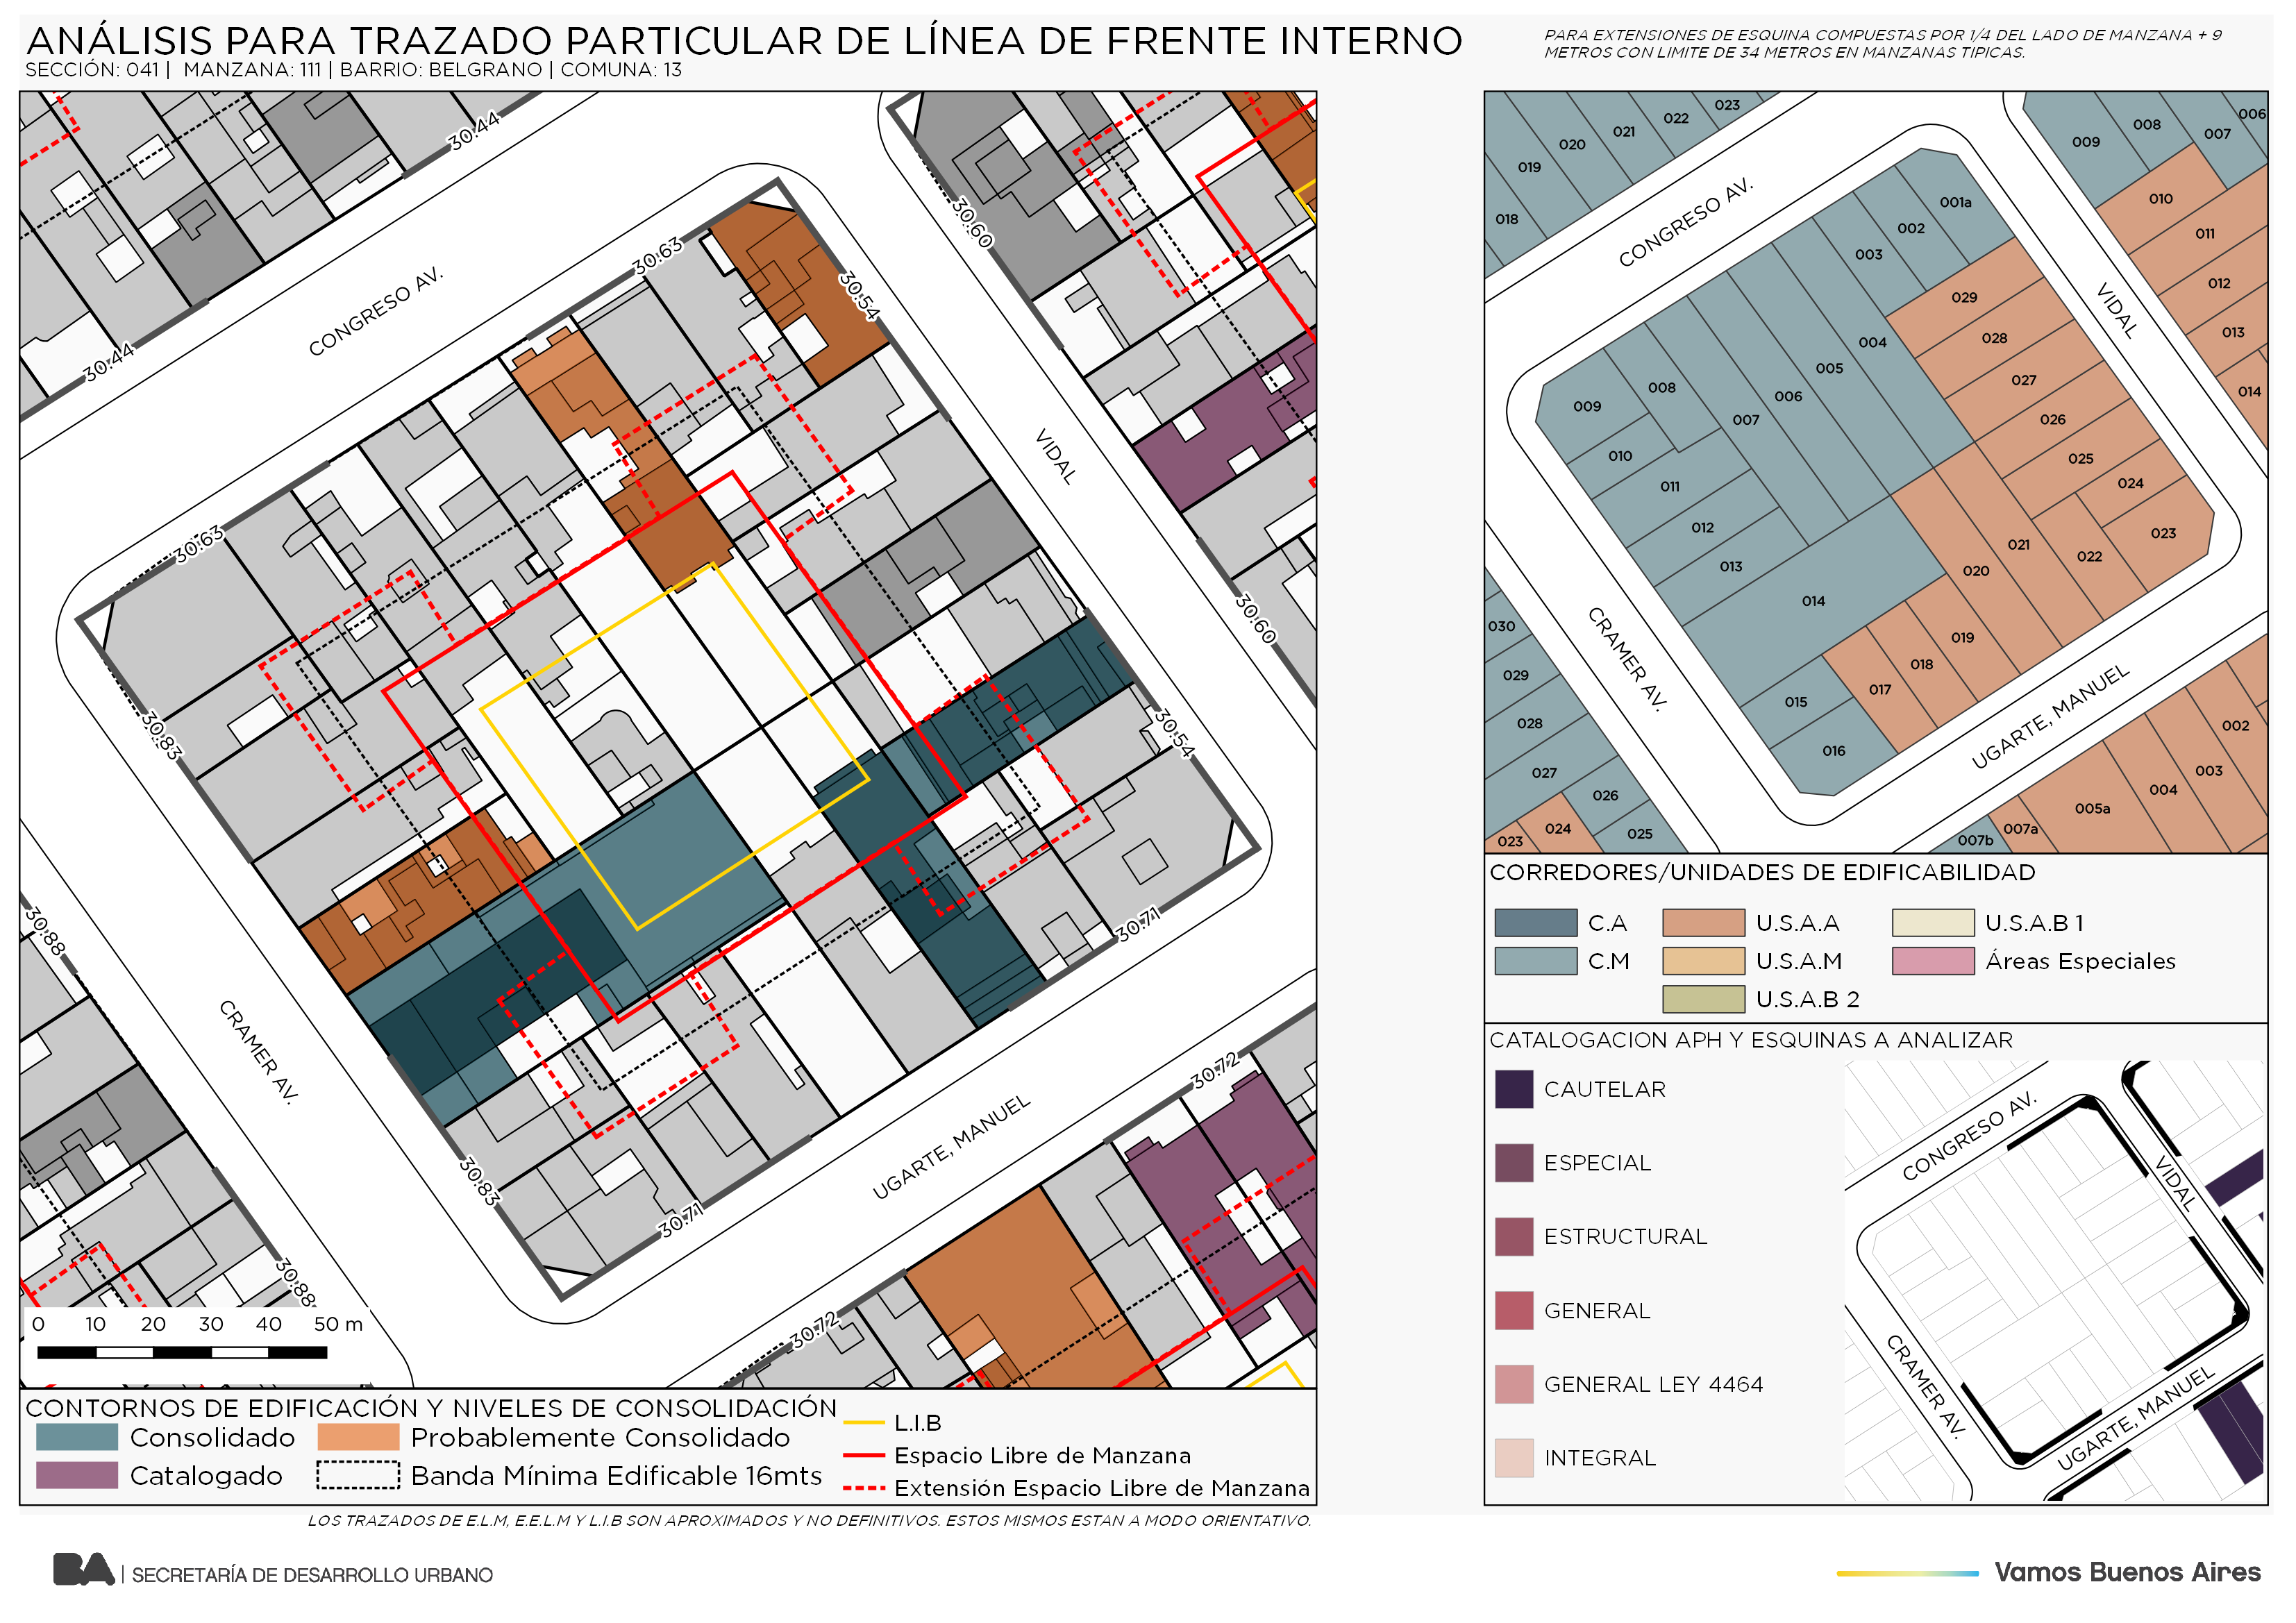 ANÁLISIS PARA TRAZADO PARTICULAR DE LÍNEA DE FRENTE INTERNO
SECCIÓN: 041 | MANZANA: 111 | BARRIO: BELGRANO | COMUNA: 13
PARA EXTENSIONES DE ESQUINA COMPUESTAS POR 1/4 DEL LADO DE MANZANA + 9
METROS CON LIMITE DE 34 METROS EN MANZANAS TIPICAS.
30.44
30.44
CONGRESO AV.
30.63
30.63
30.60
30.54
VIDAL
30.60
30.83
30.54
30.88
CRAMER AV.
30.71
30.83
30.71
UGARTE, MANUEL
30.72
30.88
30.72
0 10 20 30 40 50 m
CONTORNOS DE EDIFICACIÓN Y NIVELES DE CONSOLIDACIÓN
Consolidado
Probablemente Consolidado
Catalogado
Banda Mínima Edificable 16mts
L.I.B
Espacio Libre de Manzana
Extensión Espacio Libre de Manzana
LOS TRAZADOS DE E.L.M, E.E.L.M Y L.I.B SON APROXIMADOS Y NO DEFINITIVOS. ESTOS MISMOS ESTAN A MODO ORIENTATIVO.
018
019
020
021
022
023
009
008
007
006
010
011
012
013
014
CONGRESO AV.
VIDAL
001a
002
003
004
005
006
007
008
009
010
011
012
013
014
015
016
017
018
019
020
021
022
023
024
025
026
027
028
029
CRAMER AV.
UGARTE, MANUEL
030
029
028
027
026
025
024
023
007b
007a
005a
004
003
002
CORREDORES/UNIDADES DE EDIFICABILIDAD
C.A
U.S.A.A
U.S.A.B 1
C.M
U.S.A.M
Áreas Especiales
U.S.A.B 2
CATALOGACION APH Y ESQUINAS A ANALIZAR
CAUTELAR
ESPECIAL
ESTRUCTURAL
GENERAL
GENERAL LEY 4464
INTEGRAL
CONGRESO AV.
VIDAL
CRAMER AV.
UGARTE, MANUEL
BA | SECRETARÍA DE DESARROLLO URBANO
Vamos Buenos Aires